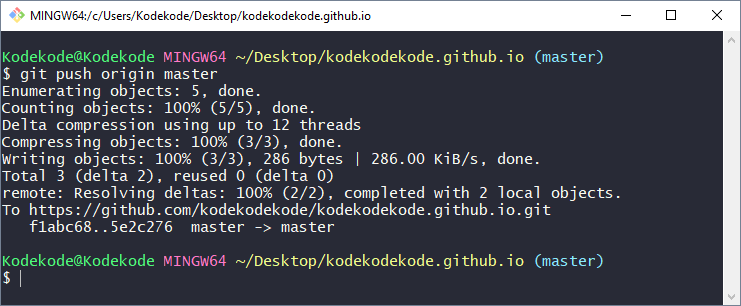 MINGW64:/c/Users/Kodekode/Desktop/kodekodekode.github.io
Kodekode@Kodekode MINGW64 ~/Desktop/kodekodekode.github.io (master)
$ git push origin master
Enumerating objects: 5, done.
Counting objects: 100% (5/5), done.
Delta compression using up to 12 threads
Compressing objects: 100% (3/3), done.
Writing objects: 100% (3/3), 286 bytes | 286.00 KiB/s, done.
Total 3 (delta 2), reused 0 (delta 0)
remote: Resolving deltas: 100% (2/2), completed with 2 local objects.
To https://github.com/kodekodekode/kodekodekode.github.io.git
   f1abc68..5e2c276  master -> master
Kodekode@Kodekode MINGW64 ~/Desktop/kodekodekode.github.io (master)
$